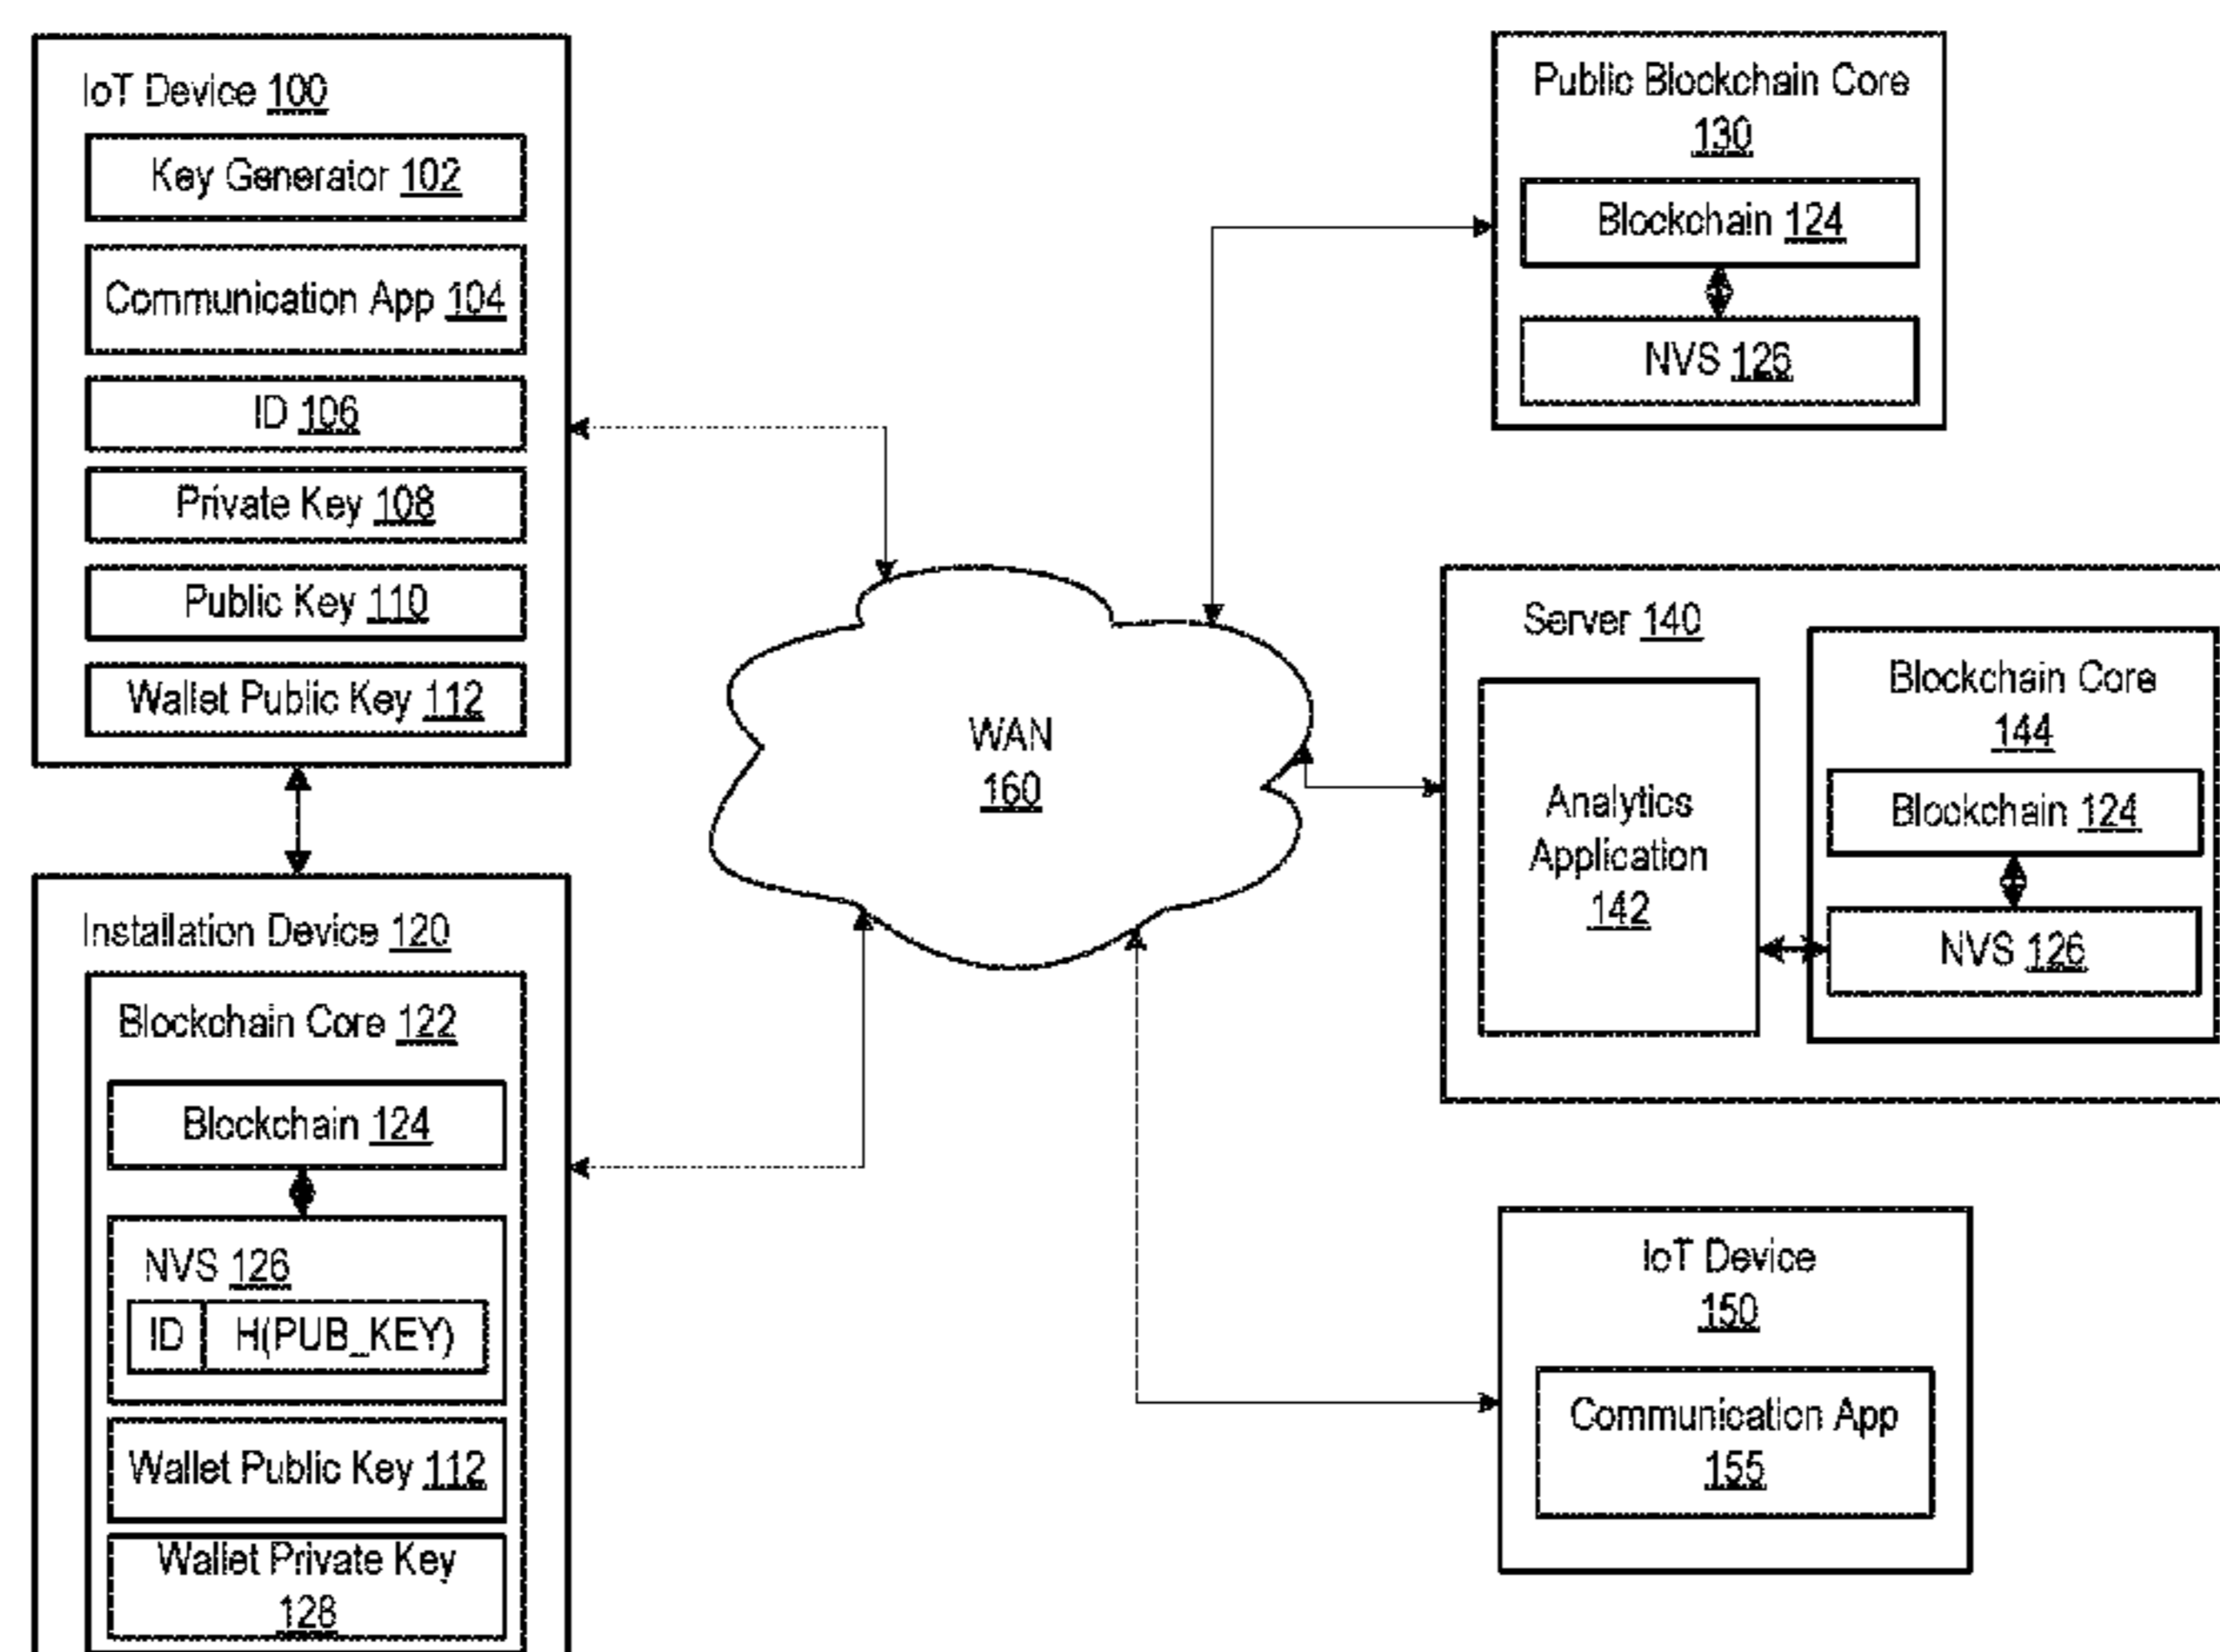 IoT Device 100
Key Generator 102
Communication App 104
ID 106
Private Key 108
Public Key 110
Wallet Public Key 112
Installation Device 120
Blockchain Core 122
Blockchain 124
NVS 126
ID H(PUB_KEY)
Wallet Public Key 112
Wallet Private Key
128
WAN
160
Public Blockchain Core
130
Blockchain 124
NVS 126
Server 140
Analytics
Application
142
Blockchain Core
144
Blockchain 124
NVS 126
IoT Device
150
Communication App
155